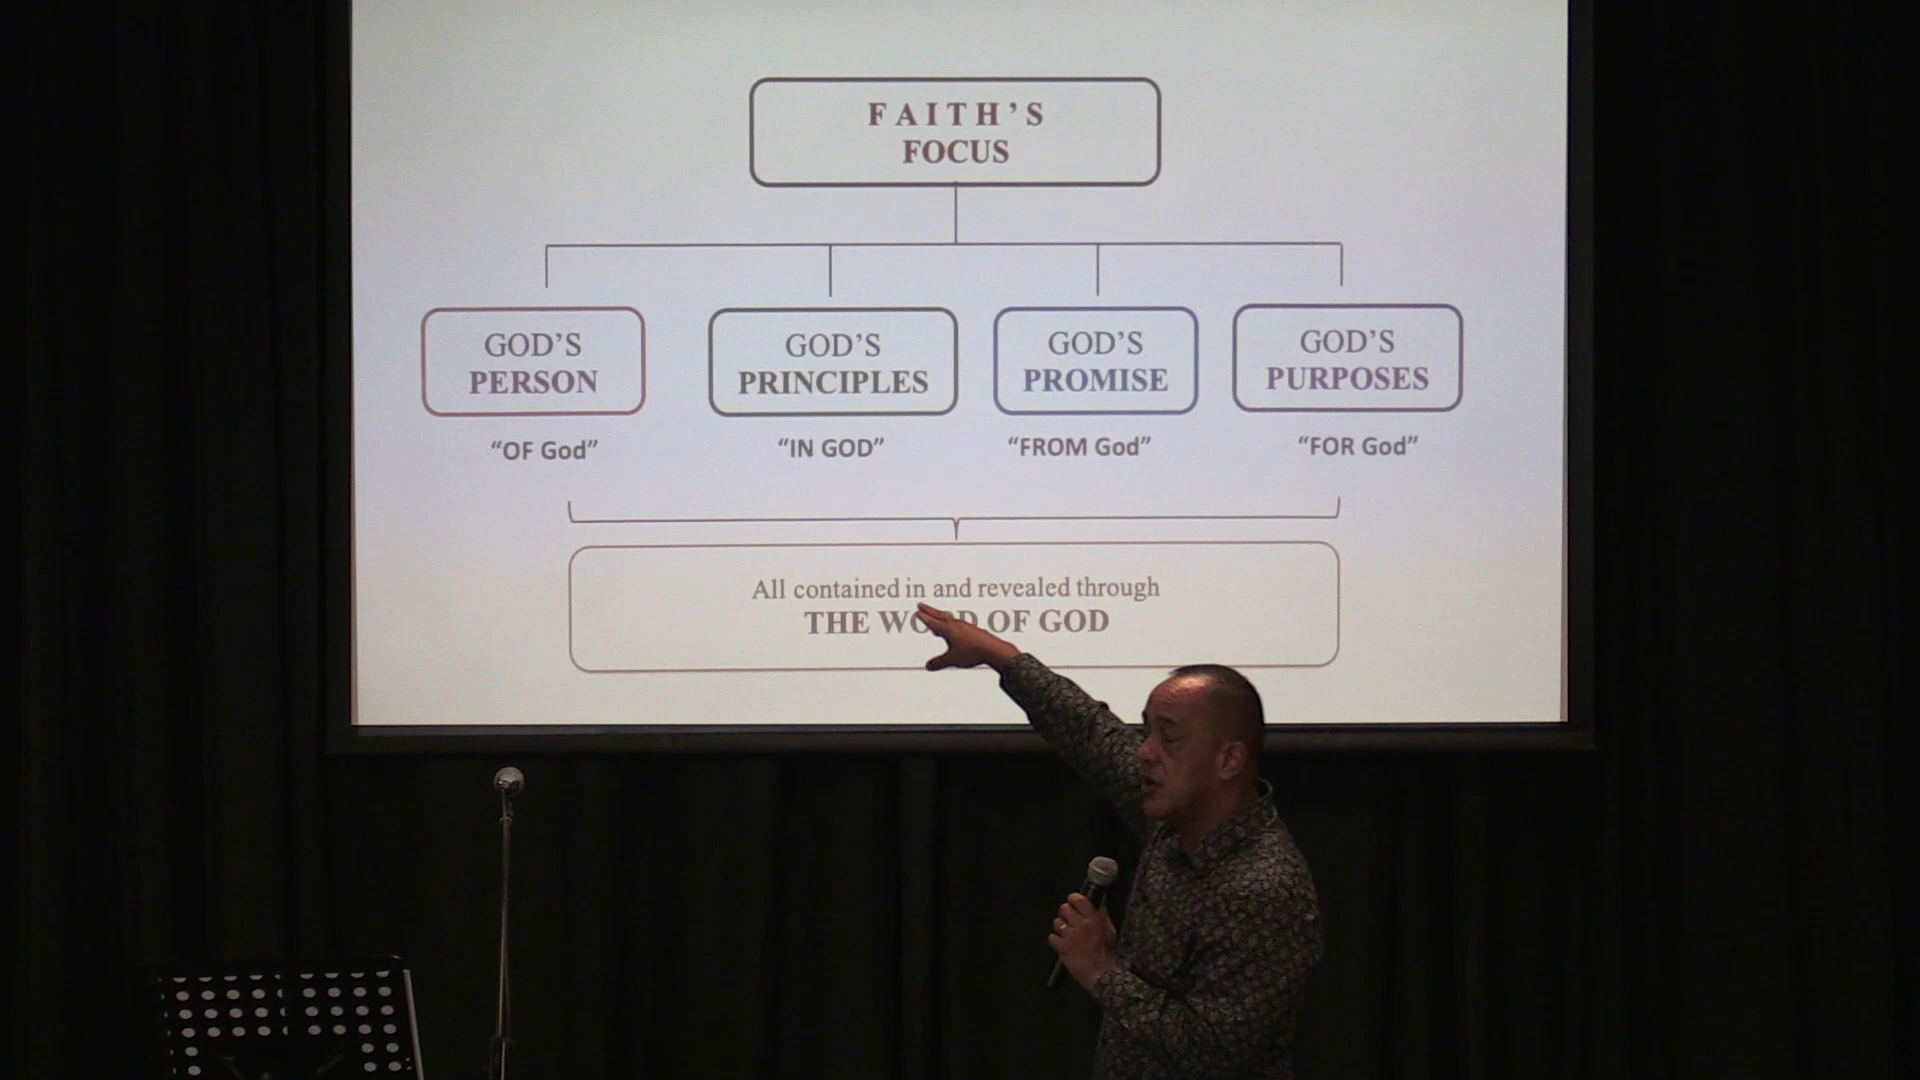 FAITH’S
FOCUS
GOD’S
PERSON
GOD’S
PRINCIPLES
GOD’S
PROMISE
GOD’S
PURPOSES
“OF God”
“IN GOD”
“FROM God”
“FOR God”
All contained in and revealed through
THE WORD OF GOD